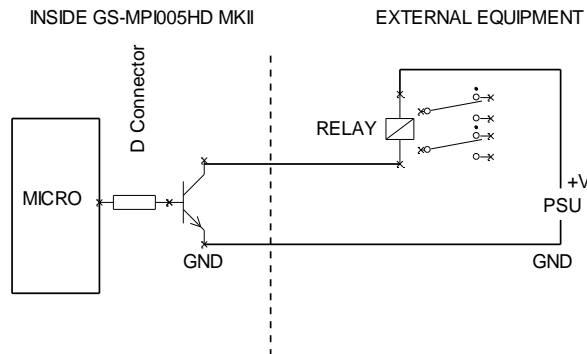 INSIDE GS-MPI005HD MKII
EXTERNAL EQUIPMENT
D Connector
RELAY
MICRO
+V
PSU
GND
GND